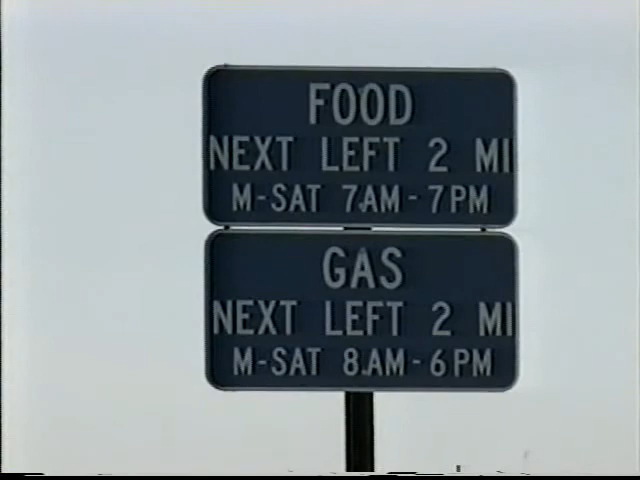 FOOD
NEXT LEFT 2 MI
M-SAT 7AM-7PM
GAS
NEXT LEFT 2 MI
M-SAT 8AM-6PM